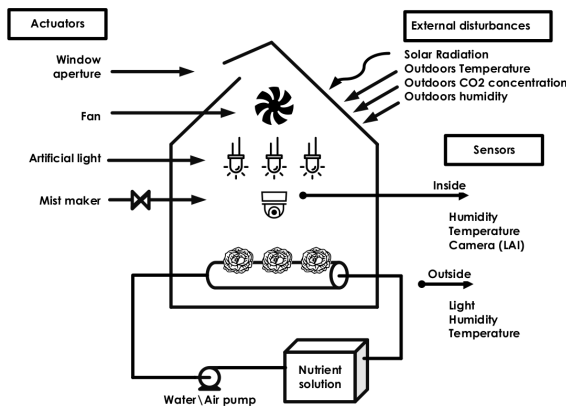 Actuators
Window
aperture
Fan
Artificial light
Mist maker
External disturbances
Solar Radiation
Outdoors Temperature
Outdoors CO2 concentration
Outdoors humidity
Sensors
Inside
Humidity
Temperature
Camera (LAI)
Outside
Light
Humidity
Temperature
Nutrient
solution
Water\Air pump